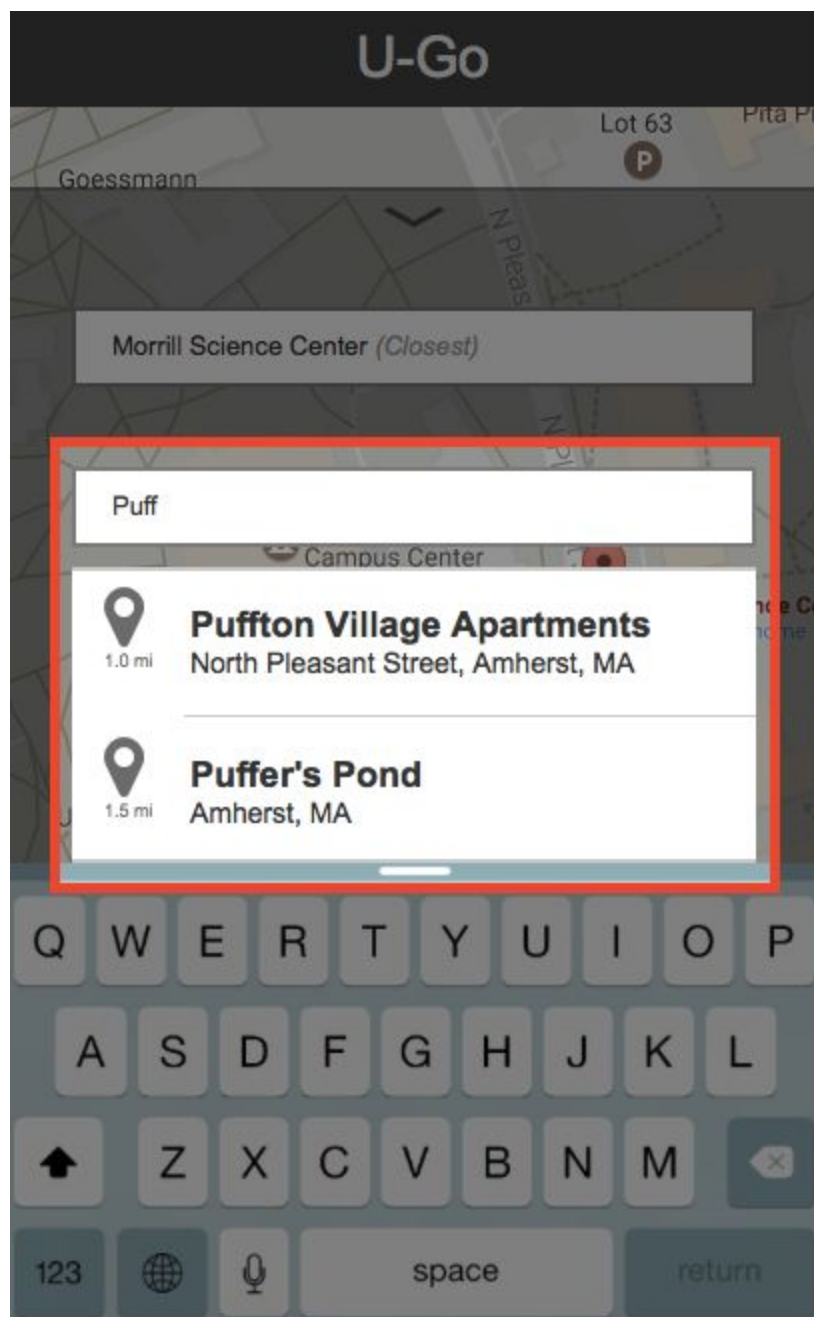 U-Go
Lot 63
P
Goessmann
N Pleas
Morrill Science Center (Closest)
Puff
Campus Center
1.0 mi
Puffton Village Apartments
North Pleasant Street, Amherst, MA
1.5 mi
Puffer's Pond
Amherst, MA
Q W E R T Y U I O P
A S D F G H J K L
Z X C V B N M
123
space
return